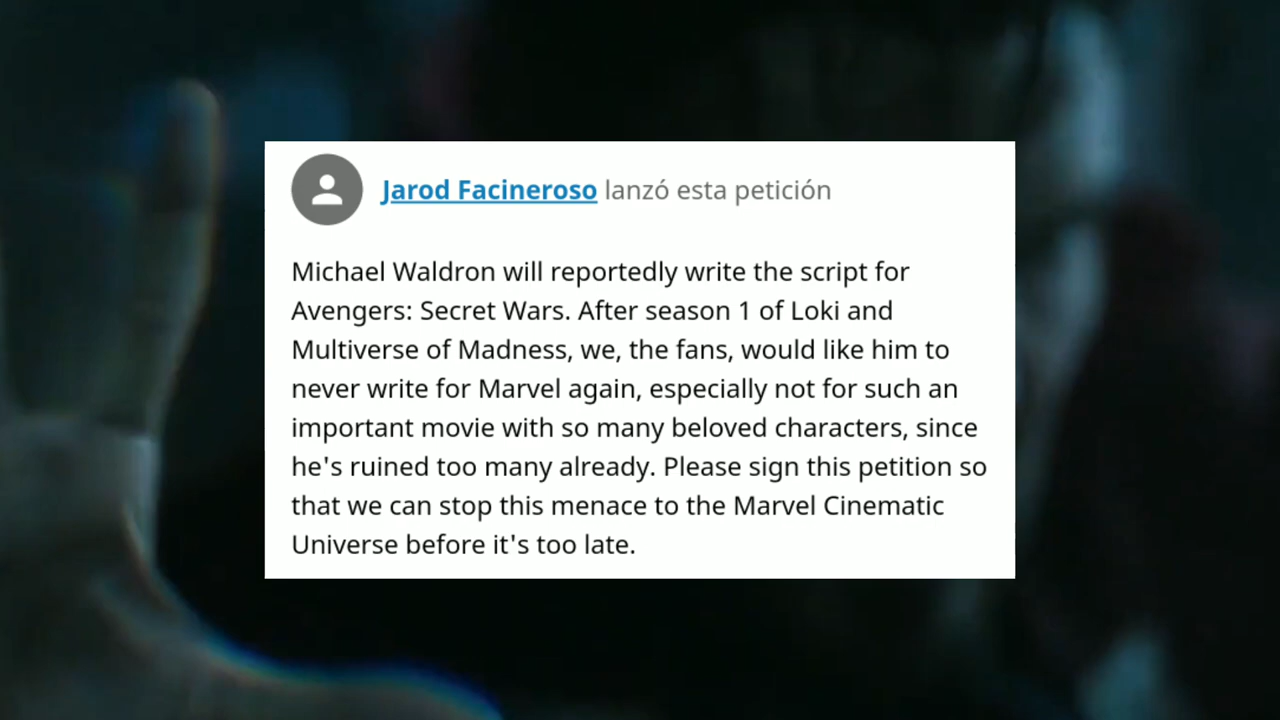 Jarod Facineroso lanzó esta petición
Michael Waldron will reportedly write the script for
Avengers: Secret Wars. After season 1 of Loki and
Multiverse of Madness, we, the fans, would like him to
never write for Marvel again, especially not for such an
important movie with so many beloved characters, since
he's ruined too many already. Please sign this petition so
that we can stop this menace to the Marvel Cinematic
Universe before it's too late.